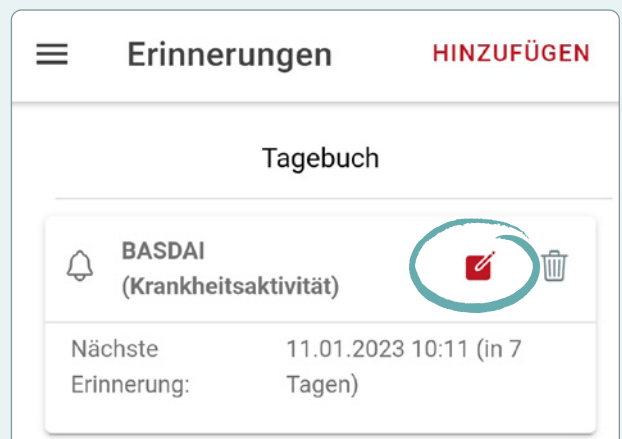 Erinnerungen HINZUFÜGEN
Tagebuch
BASDAI
(Krankheitsaktivität)
Nächste 11.01.2023 10:11 (in 7
Erinnerung: Tagen)